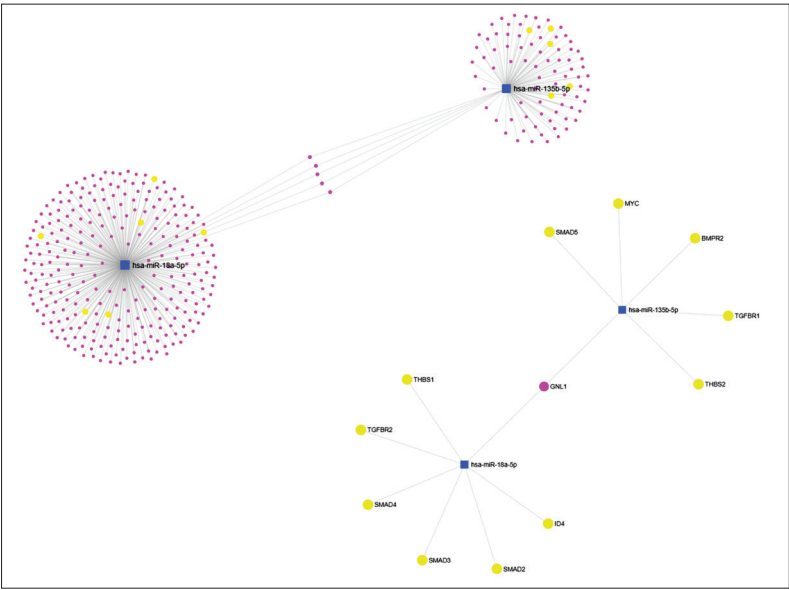 hsa-miR-135b-5p
hsa-miR-18a-5p
MYC
SMAD5
BMPR2
hsa-miR-135b-5p
TGFBR1
THBS1
GNL1
THBS2
TGFBR2
hsa-miR-18a-5p
SMAD4
ID4
SMAD3
SMAD2